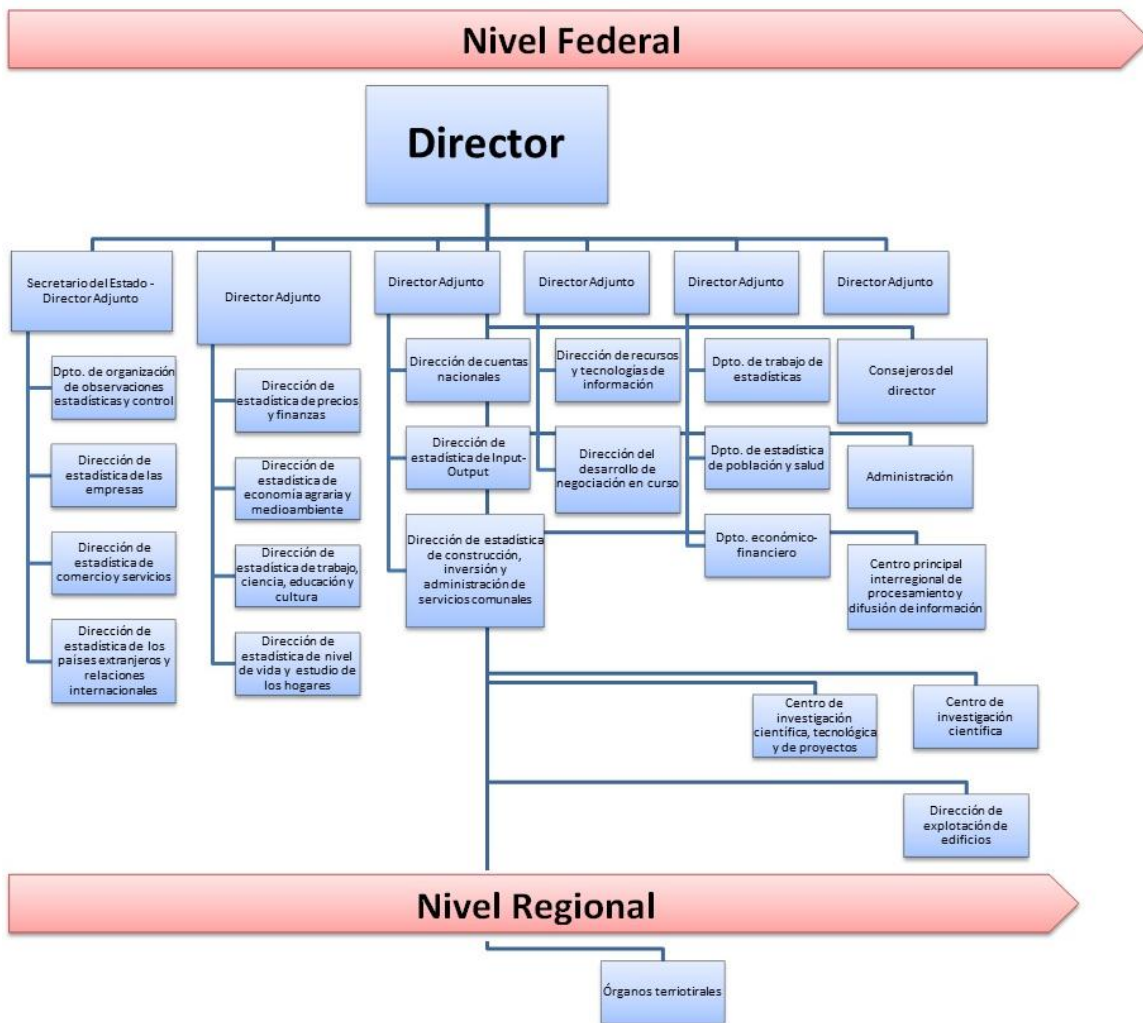 Nivel Federal
Director
Secretario del Estado -
Director Adjunto
Director Adjunto
Director Adjunto
Director Adjunto
Director Adjunto
Director Adjunto
Dpto. de organización
de observaciones
estadísticas y control
Dirección de
estadística de las
empresas
Dirección de
estadística de
comercio y servicios
Dirección de
estadística de los
países extranjeros y
relaciones
internacionales
Dirección de
estadística de precios
y finanzas
Dirección de
estadística de
economía agraria y
medioambiente
Dirección de
estadística de trabajo,
ciencia, educación y
cultura
Dirección de
estadística de nivel
de vida y estudio de
los hogares
Dirección de cuentas
nacionales
Dirección de
estadística de Input-
Output
Dirección de estadística
de construcción,
inversión y
administración de
servicios comunales
Dirección de recursos
y tecnologías de
información
Dirección del
desarrollo de
negociación en curso
Dpto. de trabajo de
estadísticas
Dpto. de estadística
de población y salud
Dpto. económico-
financiero
Consejeros del
director
Administración
Centro principal
interregional de
procesamiento y
difusión de información
Centro de
investigación
científica, tecnológica
y de proyectos
Centro de
investigación
científica
Dirección de
explotación de
edificios
Nivel Regional
Órganos terriotirales